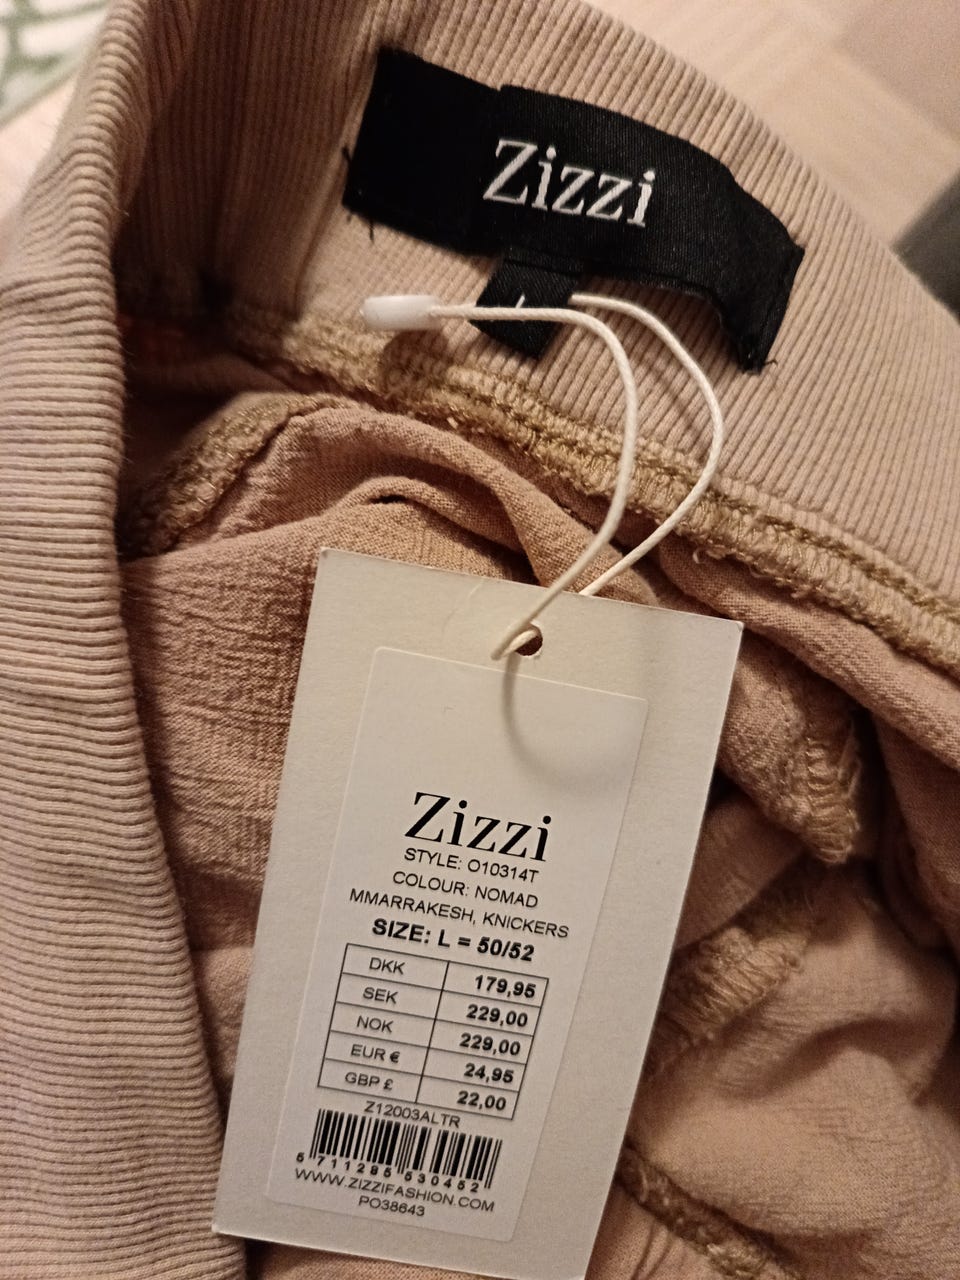 Zizzi
L
Zizzi
STYLE: O10314T
COLOUR: NOMAD
MMARRAKESH, KNICKERS
SIZE: L = 50/52
DKK 179,95
SEK 229,00
NOK 229,00
EUR € 24,95
GBP £ 22,00
Z12003ALTR
5 711285 530452
WWW.ZIZZIFASHION.COM
PO38643